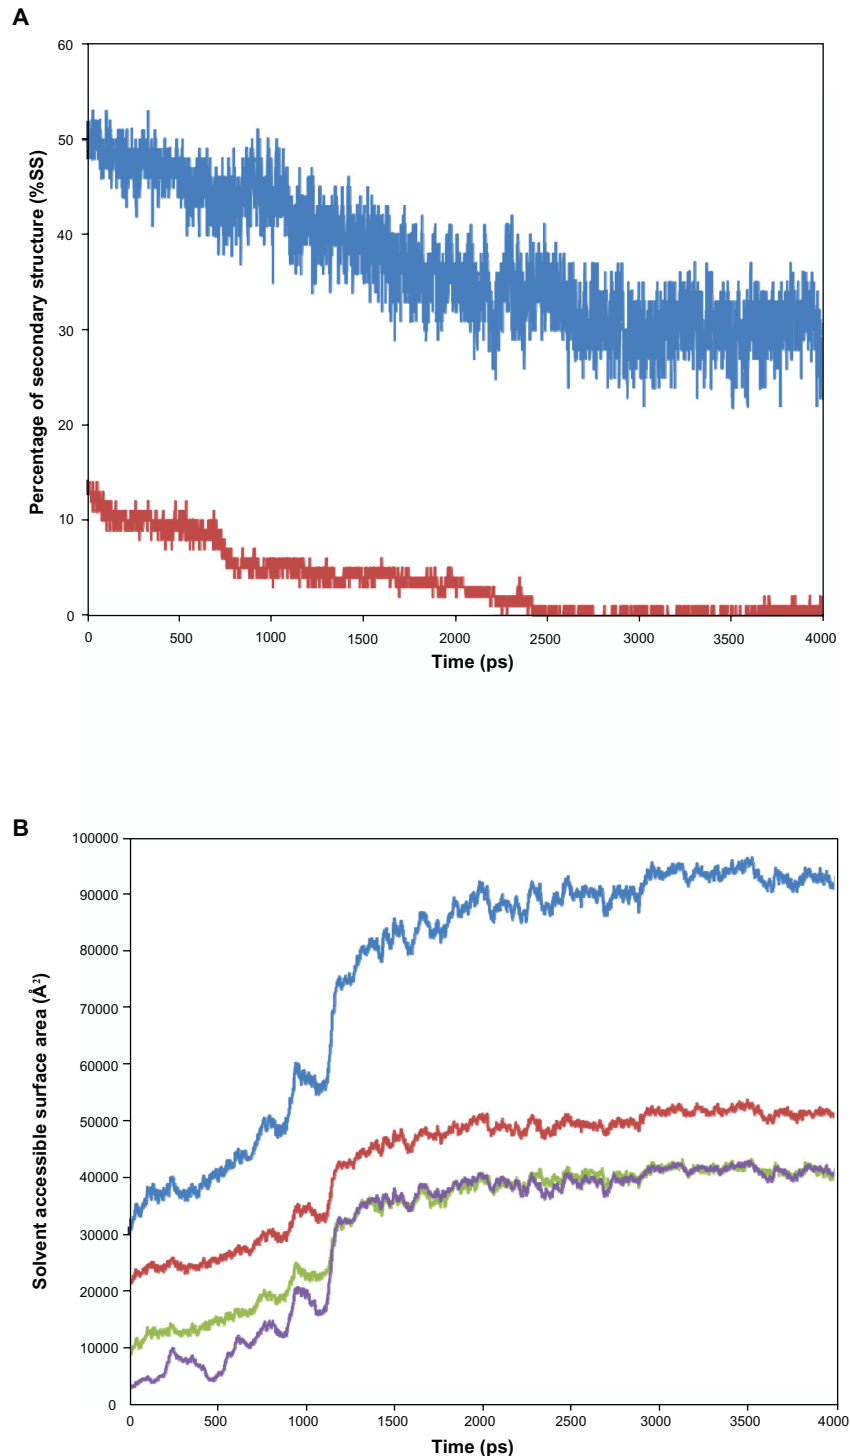 A
60
50
40
30
20
10
0
Percentage of secondary structure (%SS)
0 500 1000 1500 2000 2500 3000 3500 4000
Time (ps)
B
100000
90000
80000
70000
60000
50000
40000
30000
20000
10000
0
Solvent accessible surface area (Å²)
0 500 1000 1500 2000 2500 3000 3500 4000
Time (ps)